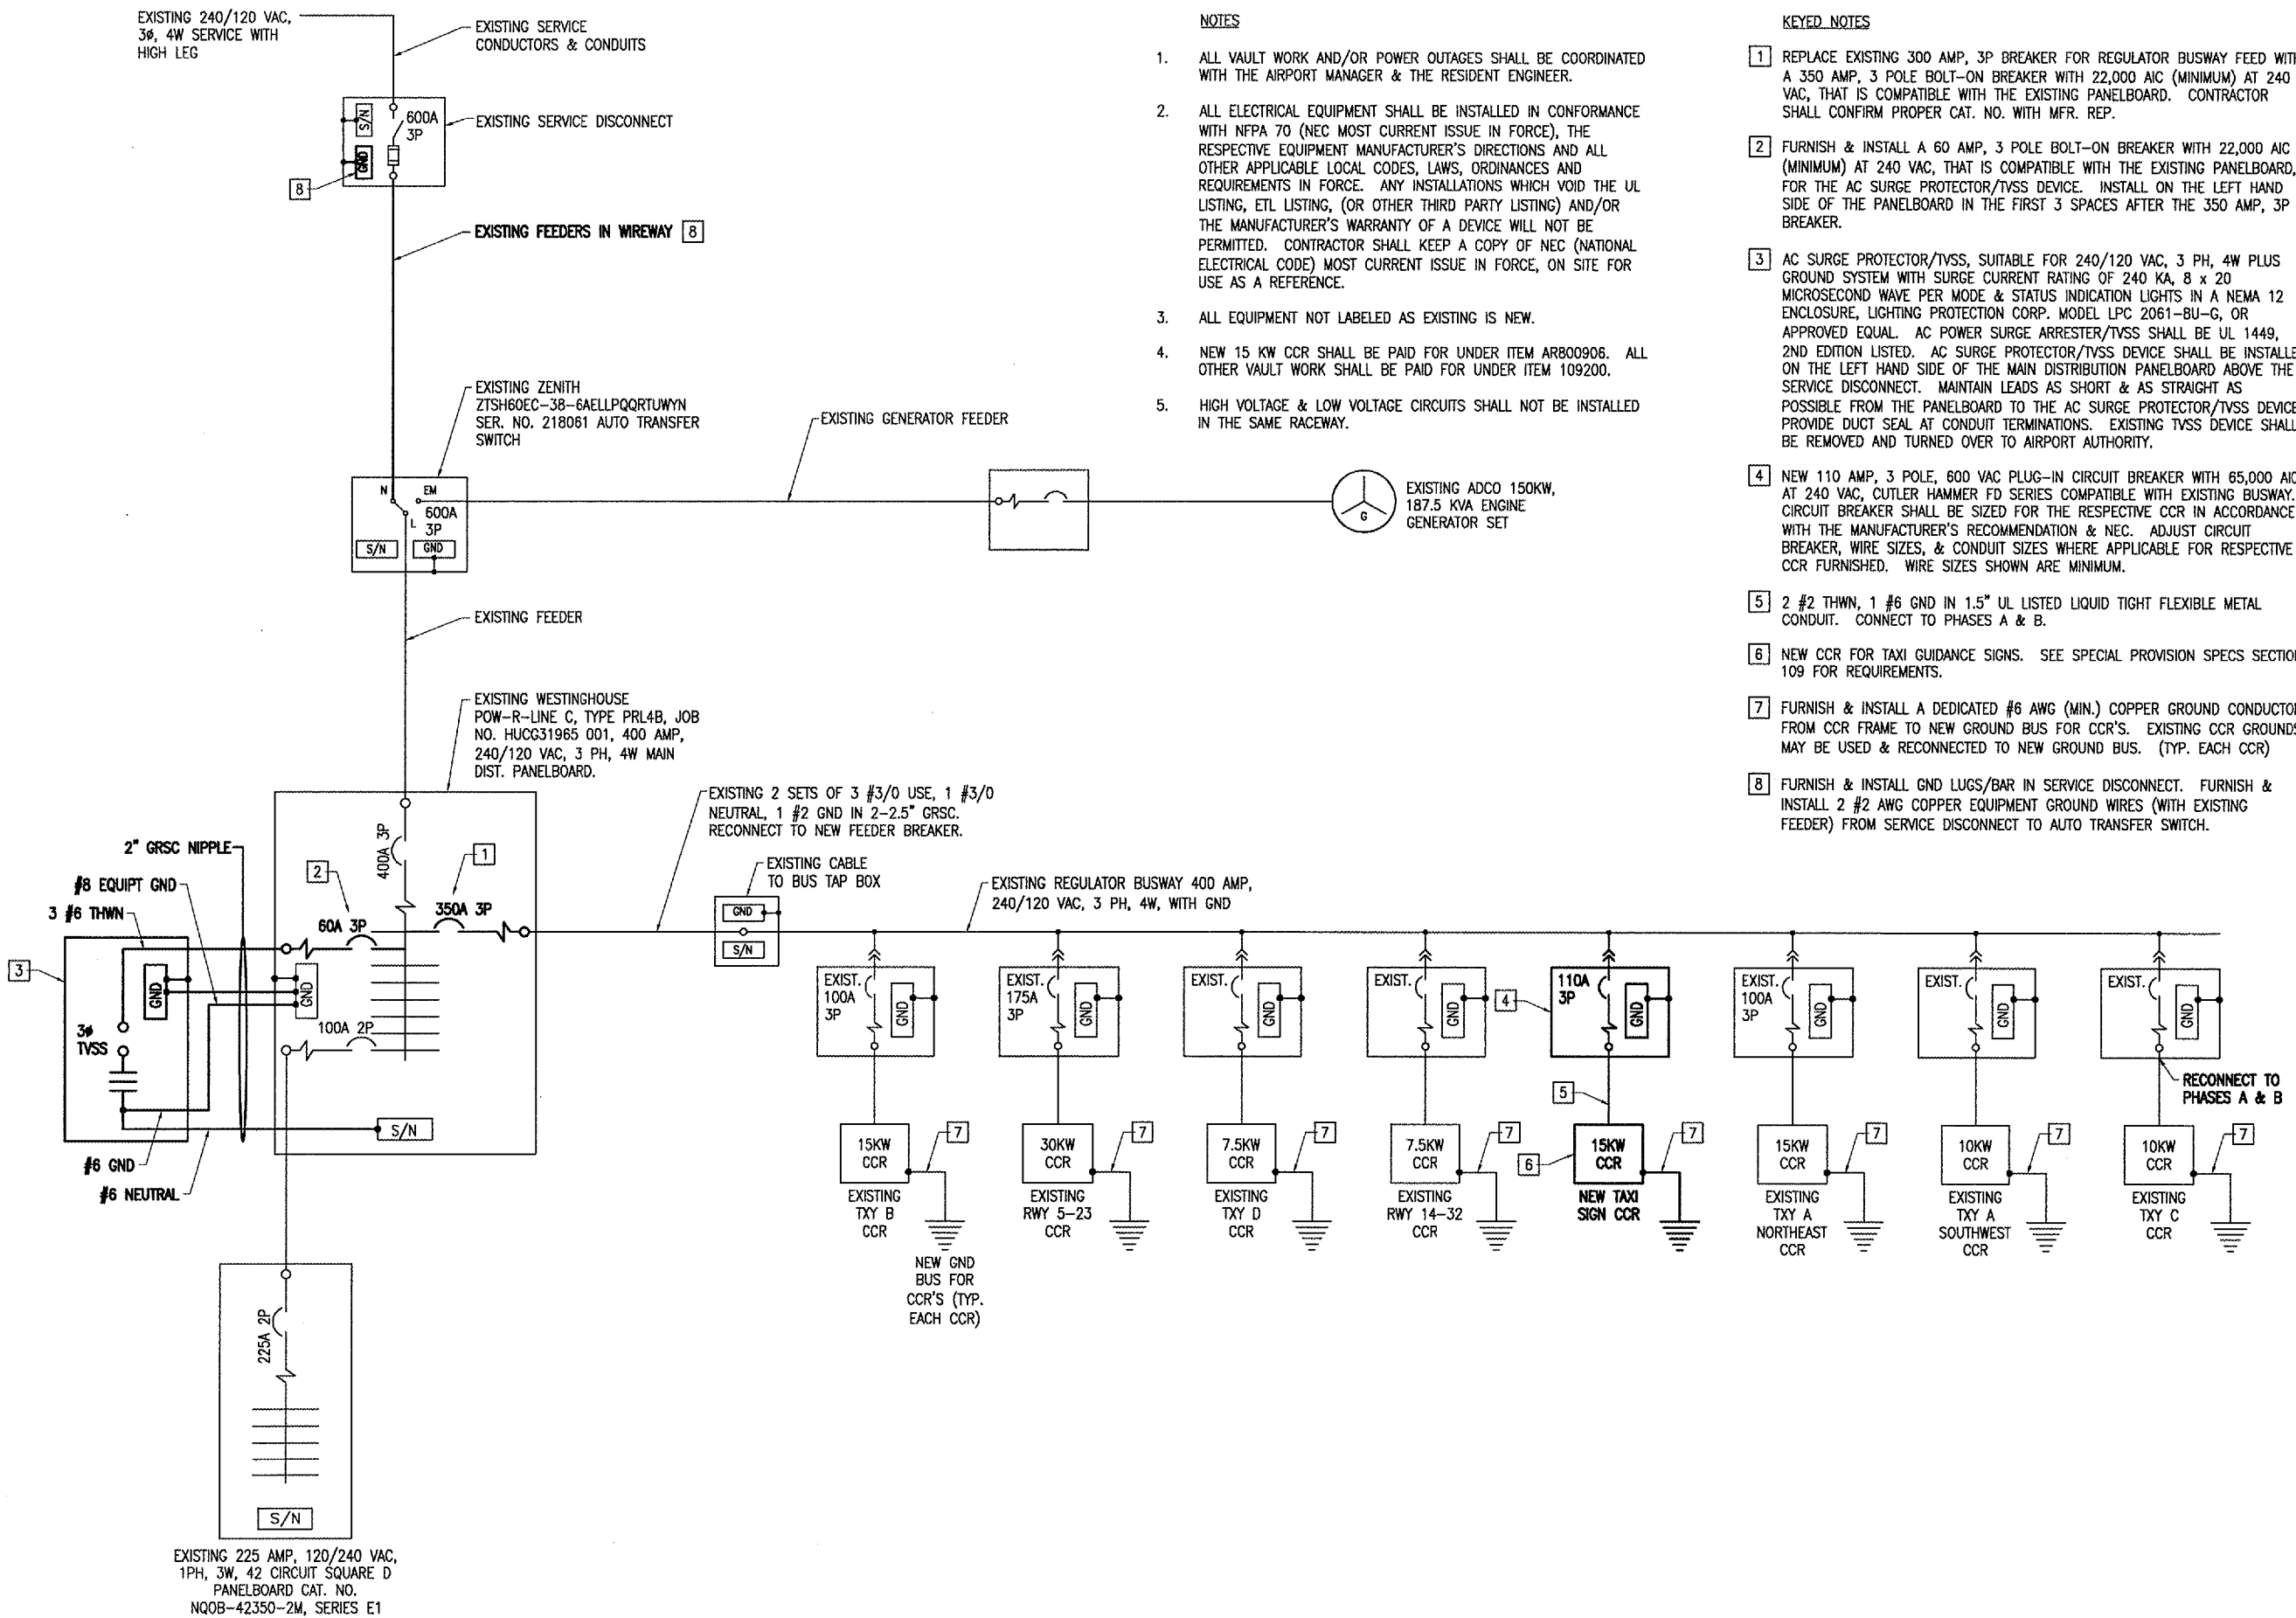 EXISTING 240/120 VAC,
3ø, 4W SERVICE WITH
HIGH LEG
EXISTING SERVICE
CONDUCTORS & CONDUITS
S/N
600A
3P
GND
EXISTING SERVICE DISCONNECT
8
EXISTING FEEDERS IN WIREWAY 8
EXISTING ZENITH
ZTSH60EC-38-6AELLPQQRTUWYN
SER. NO. 218061 AUTO TRANSFER
SWITCH
N
EM
L
600A
3P
S/N
GND
EXISTING GENERATOR FEEDER
G
EXISTING ADCO 150KW,
187.5 KVA ENGINE
GENERATOR SET
EXISTING FEEDER
EXISTING WESTINGHOUSE
POW-R-LINE C, TYPE PRL4B, JOB
NO. HUCG31965 001, 400 AMP,
240/120 VAC, 3 PH, 4W MAIN
DIST. PANELBOARD.
2" GRSC NIPPLE
#8 EQUIPT GND
3 #6 THWN
3
GND
3ø
TVSS
#6 GND
#6 NEUTRAL
400A 3P
2
1
60A 3P
350A 3P
GND
100A 2P
S/N
225A 2P
S/N
EXISTING 225 AMP, 120/240 VAC,
1PH, 3W, 42 CIRCUIT SQUARE D
PANELBOARD CAT. NO.
NQOB-42350-2M, SERIES E1
EXISTING 2 SETS OF 3 #3/0 USE, 1 #3/0
NEUTRAL, 1 #2 GND IN 2-2.5" GRSC.
RECONNECT TO NEW FEEDER BREAKER.
EXISTING CABLE
TO BUS TAP BOX
GND
S/N
EXISTING REGULATOR BUSWAY 400 AMP,
240/120 VAC, 3 PH, 4W, WITH GND
EXIST.
100A
3P
GND
15KW
CCR
7
EXISTING
TXY B
CCR
NEW GND
BUS FOR
CCR'S (TYP.
EACH CCR)
EXIST.
175A
3P
GND
30KW
CCR
7
EXISTING
RWY 5-23
CCR
EXIST.
GND
7.5KW
CCR
7
EXISTING
TXY D
CCR
EXIST.
GND
7.5KW
CCR
7
EXISTING
RWY 14-32
CCR
4
110A
3P
GND
5
6
15KW
CCR
7
NEW TAXI
SIGN CCR
EXIST.
100A
3P
GND
15KW
CCR
7
EXISTING
TXY A
NORTHEAST
CCR
EXIST.
GND
10KW
CCR
7
EXISTING
TXY A
SOUTHWEST
CCR
EXIST.
GND
RECONNECT TO
PHASES A & B
10KW
CCR
7
EXISTING
TXY C
CCR
NOTES
1. ALL VAULT WORK AND/OR POWER OUTAGES SHALL BE COORDINATED
WITH THE AIRPORT MANAGER & THE RESIDENT ENGINEER.
2. ALL ELECTRICAL EQUIPMENT SHALL BE INSTALLED IN CONFORMANCE
WITH NFPA 70 (NEC MOST CURRENT ISSUE IN FORCE), THE
RESPECTIVE EQUIPMENT MANUFACTURER'S DIRECTIONS AND ALL
OTHER APPLICABLE LOCAL CODES, LAWS, ORDINANCES AND
REQUIREMENTS IN FORCE. ANY INSTALLATIONS WHICH VOID THE UL
LISTING, ETL LISTING, (OR OTHER THIRD PARTY LISTING) AND/OR
THE MANUFACTURER'S WARRANTY OF A DEVICE WILL NOT BE
PERMITTED. CONTRACTOR SHALL KEEP A COPY OF NEC (NATIONAL
ELECTRICAL CODE) MOST CURRENT ISSUE IN FORCE, ON SITE FOR
USE AS A REFERENCE.
3. ALL EQUIPMENT NOT LABELED AS EXISTING IS NEW.
4. NEW 15 KW CCR SHALL BE PAID FOR UNDER ITEM AR800906. ALL
OTHER VAULT WORK SHALL BE PAID FOR UNDER ITEM 109200.
5. HIGH VOLTAGE & LOW VOLTAGE CIRCUITS SHALL NOT BE INSTALLED
IN THE SAME RACEWAY.
KEYED NOTES
1 REPLACE EXISTING 300 AMP, 3P BREAKER FOR REGULATOR BUSWAY FEED WITH
A 350 AMP, 3 POLE BOLT-ON BREAKER WITH 22,000 AIC (MINIMUM) AT 240
VAC, THAT IS COMPATIBLE WITH THE EXISTING PANELBOARD. CONTRACTOR
SHALL CONFIRM PROPER CAT. NO. WITH MFR. REP.
2 FURNISH & INSTALL A 60 AMP, 3 POLE BOLT-ON BREAKER WITH 22,000 AIC
(MINIMUM) AT 240 VAC, THAT IS COMPATIBLE WITH THE EXISTING PANELBOARD,
FOR THE AC SURGE PROTECTOR/TVSS DEVICE. INSTALL ON THE LEFT HAND
SIDE OF THE PANELBOARD IN THE FIRST 3 SPACES AFTER THE 350 AMP, 3P
BREAKER.
3 AC SURGE PROTECTOR/TVSS, SUITABLE FOR 240/120 VAC, 3 PH, 4W PLUS
GROUND SYSTEM WITH SURGE CURRENT RATING OF 240 KA, 8 x 20
MICROSECOND WAVE PER MODE & STATUS INDICATION LIGHTS IN A NEMA 12
ENCLOSURE, LIGHTING PROTECTION CORP. MODEL LPC 2061-8U-G, OR
APPROVED EQUAL. AC POWER SURGE ARRESTER/TVSS SHALL BE UL 1449,
2ND EDITION LISTED. AC SURGE PROTECTOR/TVSS DEVICE SHALL BE INSTALLE
ON THE LEFT HAND SIDE OF THE MAIN DISTRIBUTION PANELBOARD ABOVE THE
SERVICE DISCONNECT. MAINTAIN LEADS AS SHORT & AS STRAIGHT AS
POSSIBLE FROM THE PANELBOARD TO THE AC SURGE PROTECTOR/TVSS DEVICE
PROVIDE DUCT SEAL AT CONDUIT TERMINATIONS. EXISTING TVSS DEVICE SHALL
BE REMOVED AND TURNED OVER TO AIRPORT AUTHORITY.
4 NEW 110 AMP, 3 POLE, 600 VAC PLUG-IN CIRCUIT BREAKER WITH 65,000 AIC
AT 240 VAC, CUTLER HAMMER FD SERIES COMPATIBLE WITH EXISTING BUSWAY.
CIRCUIT BREAKER SHALL BE SIZED FOR THE RESPECTIVE CCR IN ACCORDANCE
WITH THE MANUFACTURER'S RECOMMENDATION & NEC. ADJUST CIRCUIT
BREAKER, WIRE SIZES, & CONDUIT SIZES WHERE APPLICABLE FOR RESPECTIVE
CCR FURNISHED. WIRE SIZES SHOWN ARE MINIMUM.
5 2 #2 THWN, 1 #6 GND IN 1.5" UL LISTED LIQUID TIGHT FLEXIBLE METAL
CONDUIT. CONNECT TO PHASES A & B.
6 NEW CCR FOR TAXI GUIDANCE SIGNS. SEE SPECIAL PROVISION SPECS SECTION
109 FOR REQUIREMENTS.
7 FURNISH & INSTALL A DEDICATED #6 AWG (MIN.) COPPER GROUND CONDUCTOR
FROM CCR FRAME TO NEW GROUND BUS FOR CCR'S. EXISTING CCR GROUNDS
MAY BE USED & RECONNECTED TO NEW GROUND BUS. (TYP. EACH CCR)
8 FURNISH & INSTALL GND LUGS/BAR IN SERVICE DISCONNECT. FURNISH &
INSTALL 2 #2 AWG COPPER EQUIPMENT GROUND WIRES (WITH EXISTING
FEEDER) FROM SERVICE DISCONNECT TO AUTO TRANSFER SWITCH.